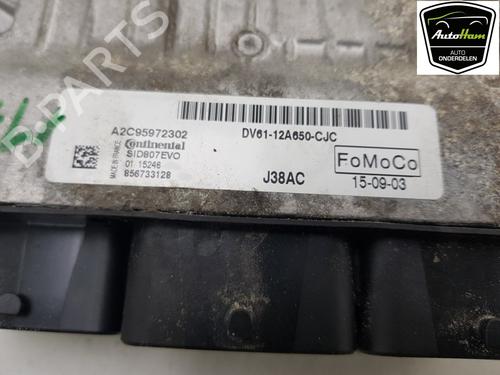 AutoHam
AUTO
ONDERDELEN
B-PARTS
A2C95972302
DV61-12A650-CJC
MADE IN FRANCE
Continental
SID807EVO
01 15246
856733128
J38AC
FoMoCo
15-09-03